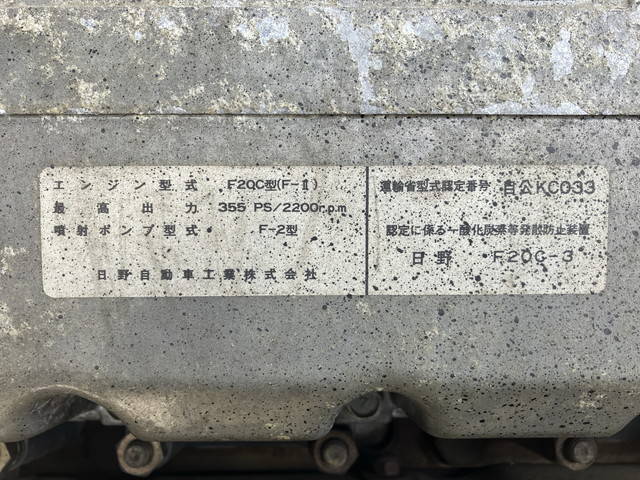 エンジン型式 F20C型(F-Ⅱ)
最高出力 355 PS/2200r.p.m
噴射ポンプ型式 F-2型
日野自動車工業株式会社
運輸省型式認定番号 自公KC033
認定に係る一酸化炭素等発散防止装置
日野 F20C-3